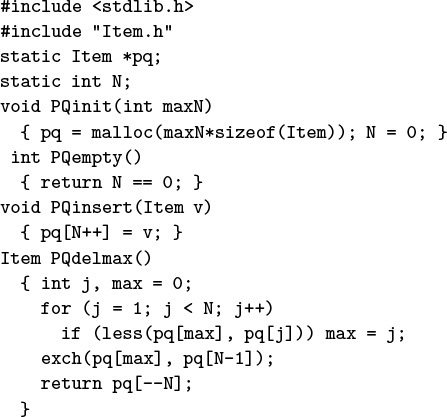 #include <stdlib.h>
#include "Item.h"
static Item *pq;
static int N;
void PQinit(int maxN)
  { pq = malloc(maxN*sizeof(Item)); N = 0; }
 int PQempty()
  { return N == 0; }
void PQinsert(Item v)
  { pq[N++] = v; }
Item PQdelmax()
  { int j, max = 0;
    for (j = 1; j < N; j++)
      if (less(pq[max], pq[j])) max = j;
    exch(pq[max], pq[N-1]);
    return pq[--N];
  }